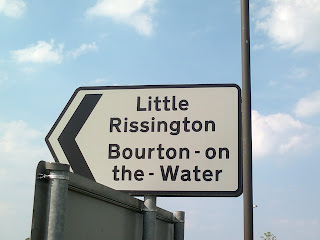 Little
Rissington
Bourton - on
the - Water